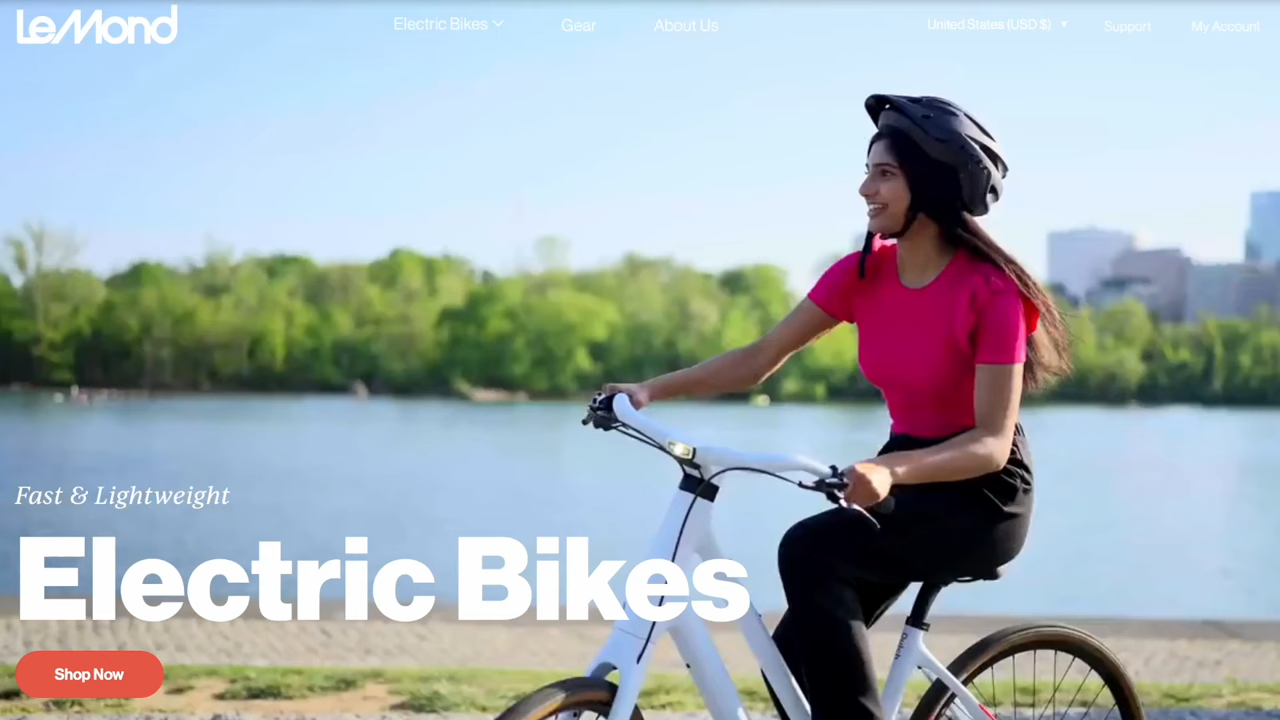 LeMond
Electric Bikes
Gear
About Us
United States (USD $)
Support
My Account
Fast & Lightweight
Electric Bikes
Shop Now